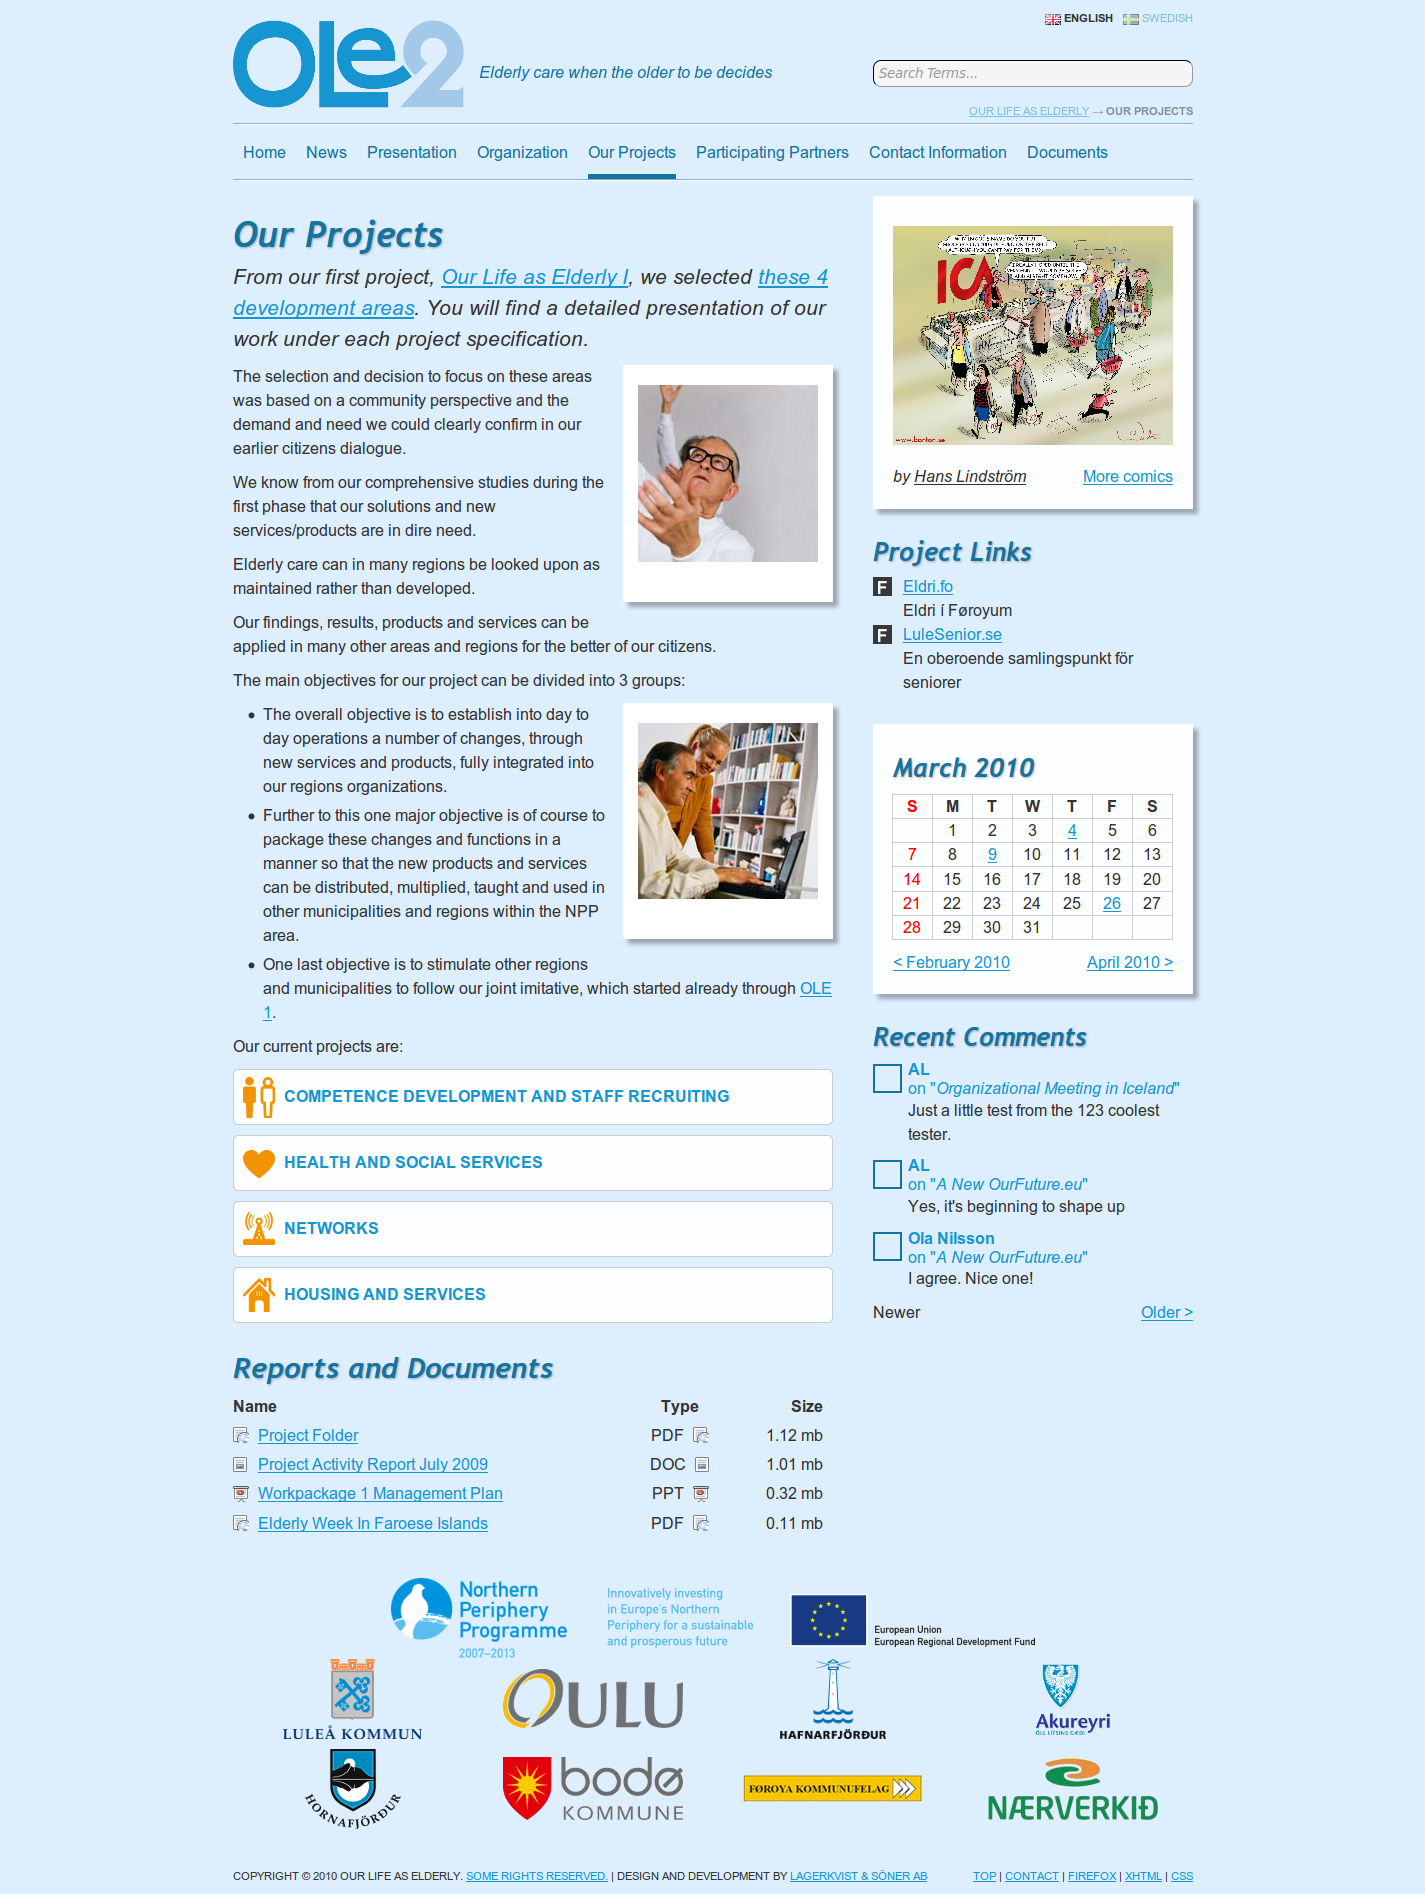 ENGLISH SWEDISH
OLe2
Elderly care when the older to be decides
Search Terms...
OUR LIFE AS ELDERLY → OUR PROJECTS
Home News Presentation Organization Our Projects Participating Partners Contact Information Documents
Our Projects
From our first project, Our Life as Elderly I, we selected these 4
development areas. You will find a detailed presentation of our
work under each project specification.
The selection and decision to focus on these areas
was based on a community perspective and the
demand and need we could clearly confirm in our
earlier citizens dialogue.
We know from our comprehensive studies during the
first phase that our solutions and new
services/products are in dire need.
Elderly care can in many regions be looked upon as
maintained rather than developed.
Our findings, results, products and services can be
applied in many other areas and regions for the better of our citizens.
The main objectives for our project can be divided into 3 groups:
• The overall objective is to establish into day to
day operations a number of changes, through
new services and products, fully integrated into
our regions organizations.
• Further to this one major objective is of course to
package these changes and functions in a
manner so that the new products and services
can be distributed, multiplied, taught and used in
other municipalities and regions within the NPP
area.
• One last objective is to stimulate other regions
and municipalities to follow our joint imitative, which started already through OLE
1.
Our current projects are:
COMPETENCE DEVELOPMENT AND STAFF RECRUITING
HEALTH AND SOCIAL SERVICES
NETWORKS
HOUSING AND SERVICES
Reports and Documents
Name Type Size
Project Folder PDF 1.12 mb
Project Activity Report July 2009 DOC 1.01 mb
Workpackage 1 Management Plan PPT 0.32 mb
Elderly Week In Faroese Islands PDF 0.11 mb
ICA
www.bonton.se
by Hans Lindström More comics
Project Links
F Eldri.fo
Eldri í Føroyum
F LuleSenior.se
En oberoende samlingspunkt för
seniorer
March 2010
S M T W T F S
1 2 3 4 5 6
7 8 9 10 11 12 13
14 15 16 17 18 19 20
21 22 23 24 25 26 27
28 29 30 31
< February 2010 April 2010 >
Recent Comments
AL
on "Organizational Meeting in Iceland"
Just a little test from the 123 coolest
tester.
AL
on "A New OurFuture.eu"
Yes, it's beginning to shape up
Ola Nilsson
on "A New OurFuture.eu"
I agree. Nice one!
Newer Older >
Northern
Periphery
Programme
2007–2013
Innovatively investing
in Europe's Northern
Periphery for a sustainable
and prosperous future
European Union
European Regional Development Fund
LULEÅ KOMMUN
OULU
HAFNARFJÖRÐUR
Akureyri
ÖLL LÍFSINS GÆÐI
HORNAFJÖRÐUR
bodø
KOMMUNE
FØROYA KOMMUNUFELAG
NÆRVERKIÐ
COPYRIGHT © 2010 OUR LIFE AS ELDERLY. SOME RIGHTS RESERVED. | DESIGN AND DEVELOPMENT BY LAGERKVIST & SÖNER AB TOP | CONTACT | FIREFOX | XHTML | CSS